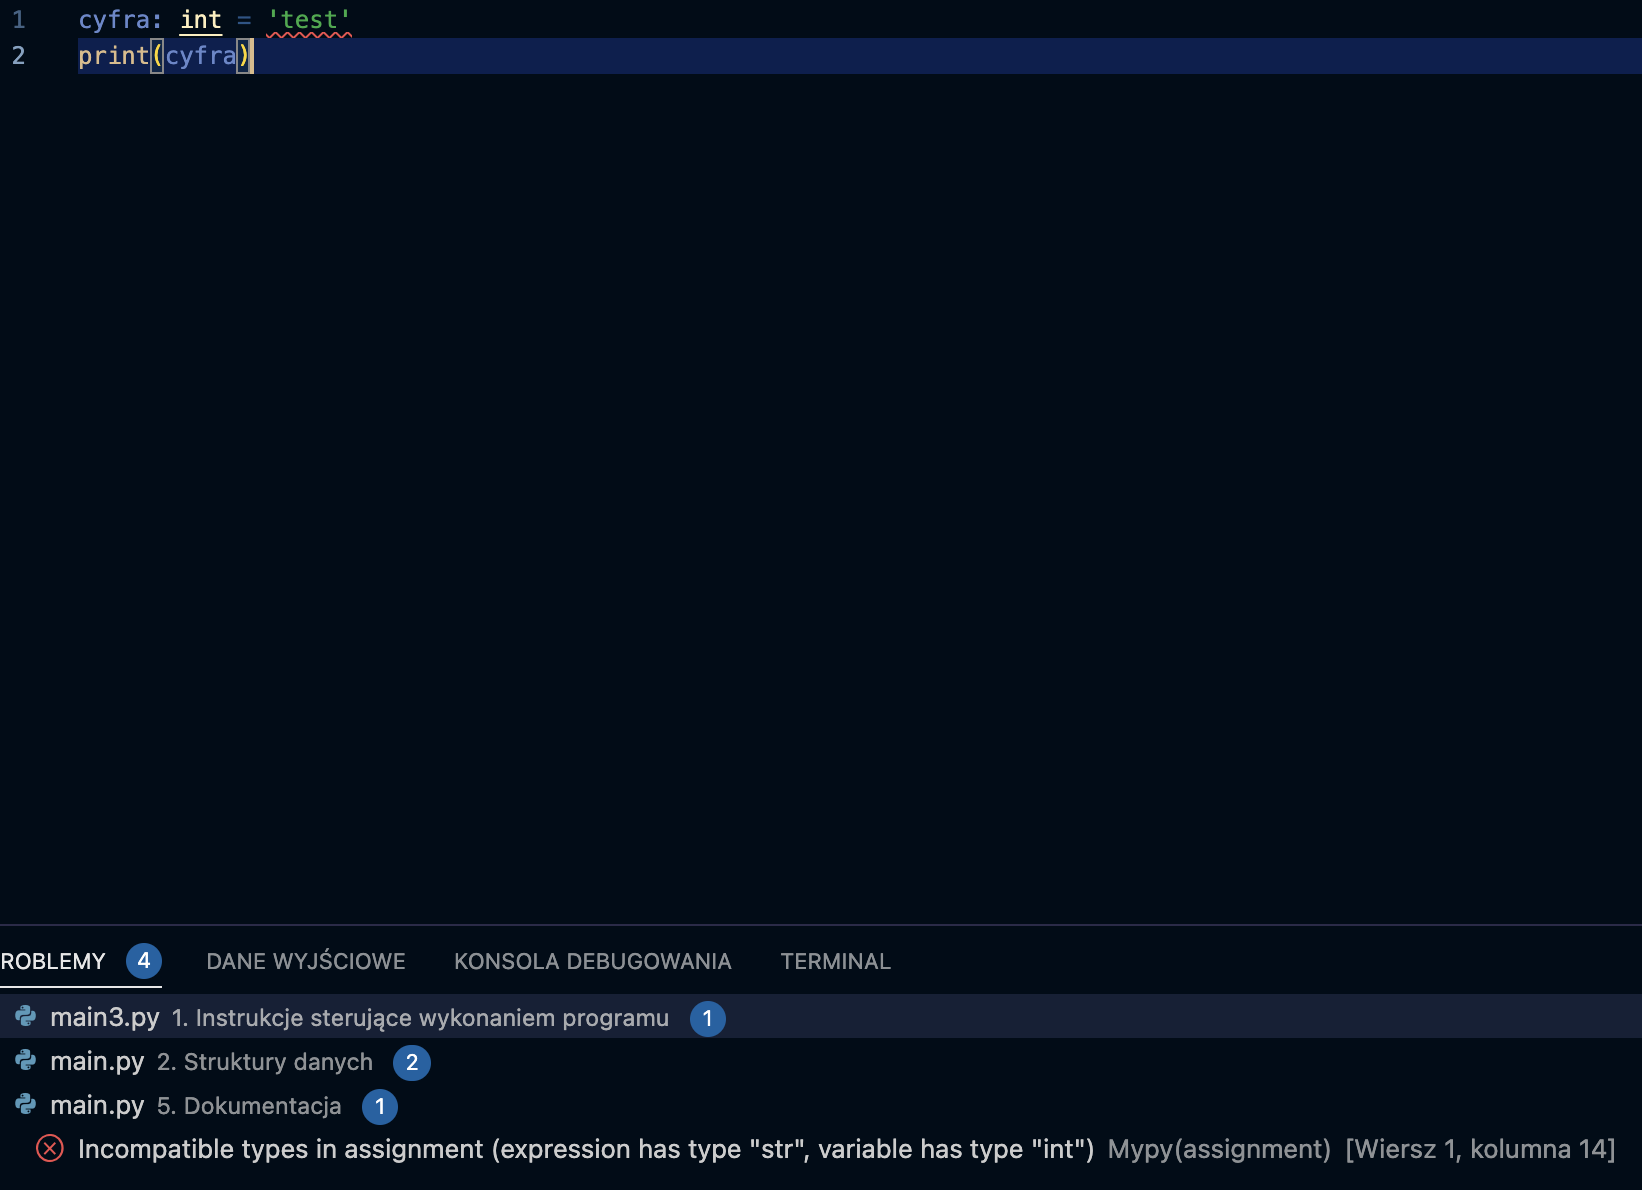 1 cyfra: int = 'test'
2 print(cyfra)
ROBLEMY 4 DANE WYJŚCIOWE KONSOLA DEBUGOWANIA TERMINAL
main3.py 1. Instrukcje sterujące wykonaniem programu 1
main.py 2. Struktury danych 2
main.py 5. Dokumentacja 1
Incompatible types in assignment (expression has type "str", variable has type "int") Mypy(assignment) [Wiersz 1, kolumna 14]